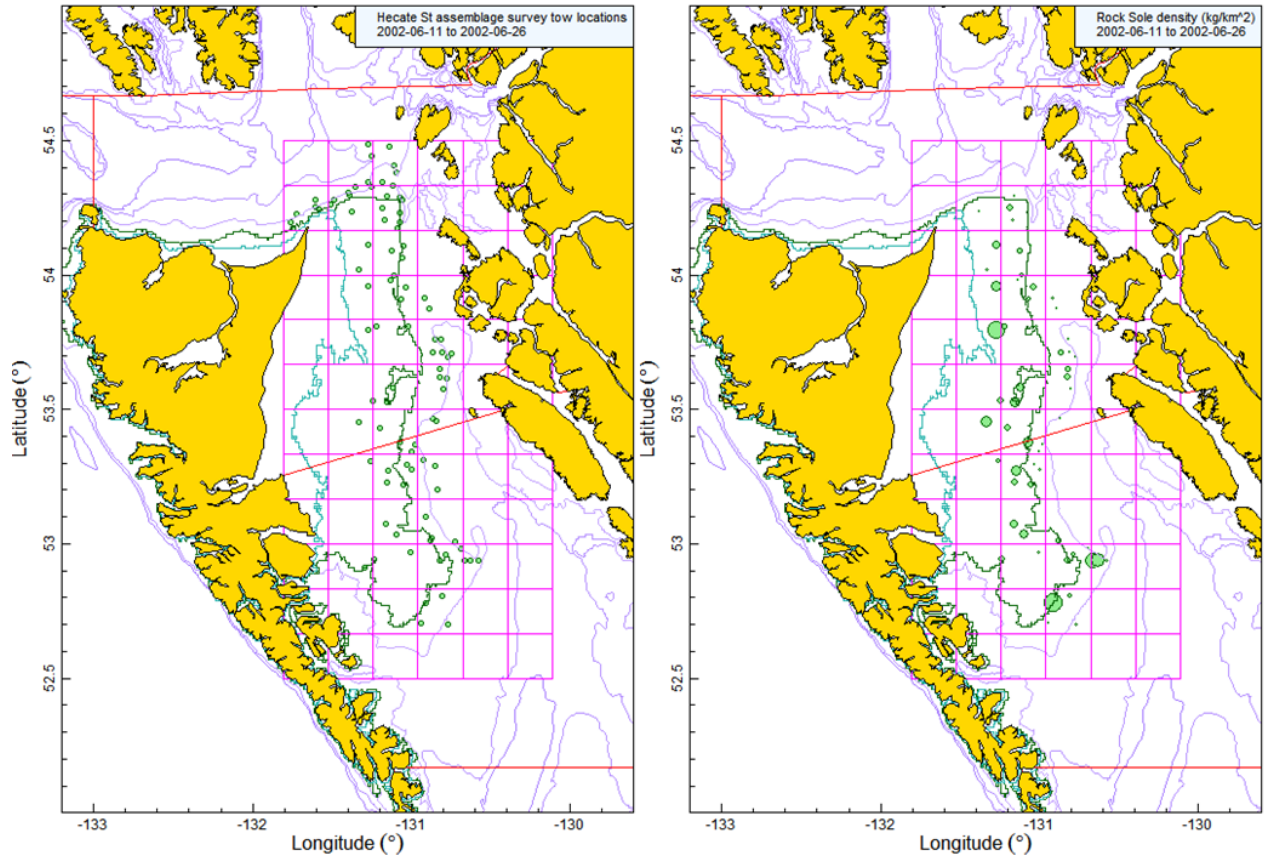 Hecate St assemblage survey tow locations
2002-06-11 to 2002-06-26
54.5
54
53.5
53
52.5
Latitude (°)
-133
-132
-131
-130
Longitude (°)
Rock Sole density (kg/km^2)
2002-06-11 to 2002-06-26
54.5
54
53.5
53
52.5
Latitude (°)
-133
-132
-131
-130
Longitude (°)